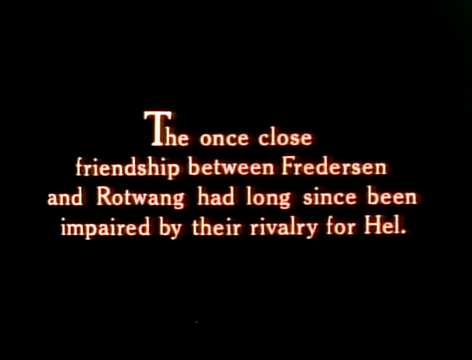 The once close
friendship between Fredersen
and Rotwang had long since been
impaired by their rivalry for Hel.